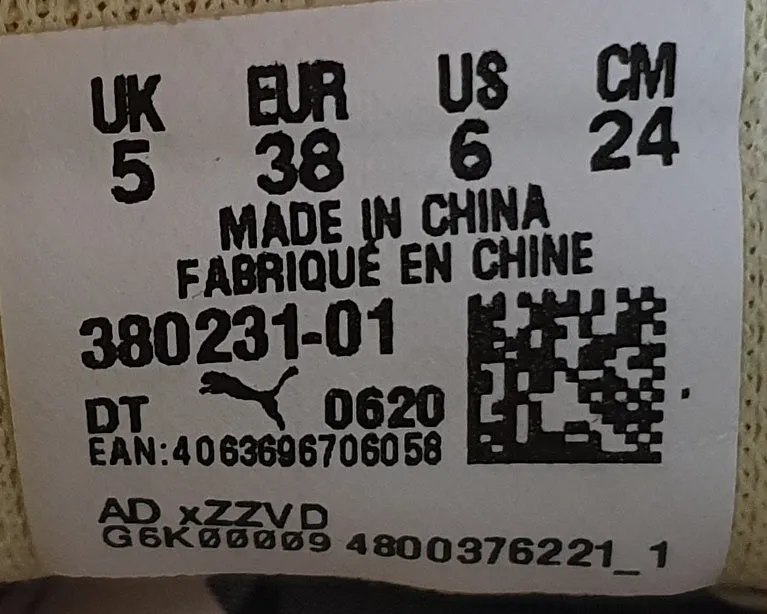 UK EUR US CM
5 38 6 24
MADE IN CHINA
FABRIQUÉ EN CHINE
380231-01
DT 0620
EAN:4063696706058
AD xZZVD
G6K00009 4800376221_1